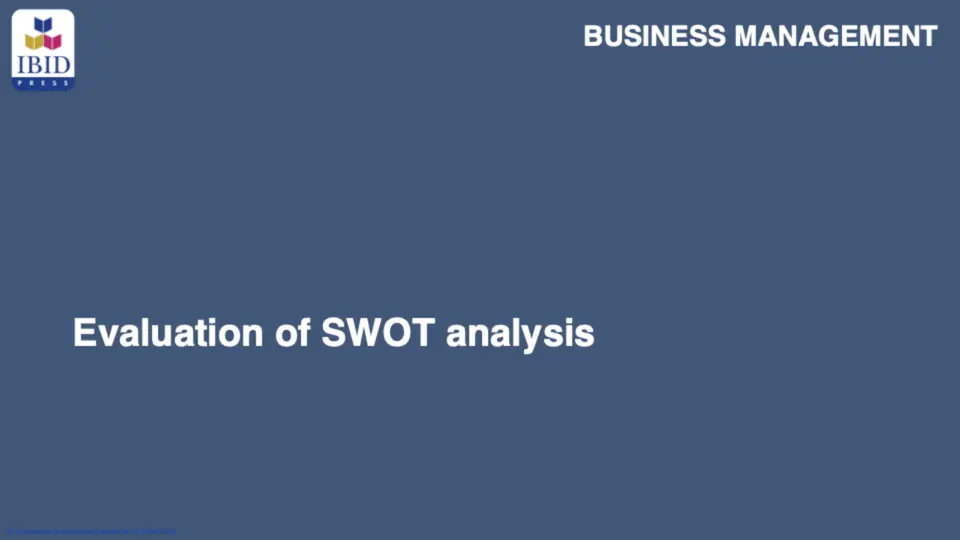 IBID
PRESS
BUSINESS MANAGEMENT
Evaluation of SWOT analysis